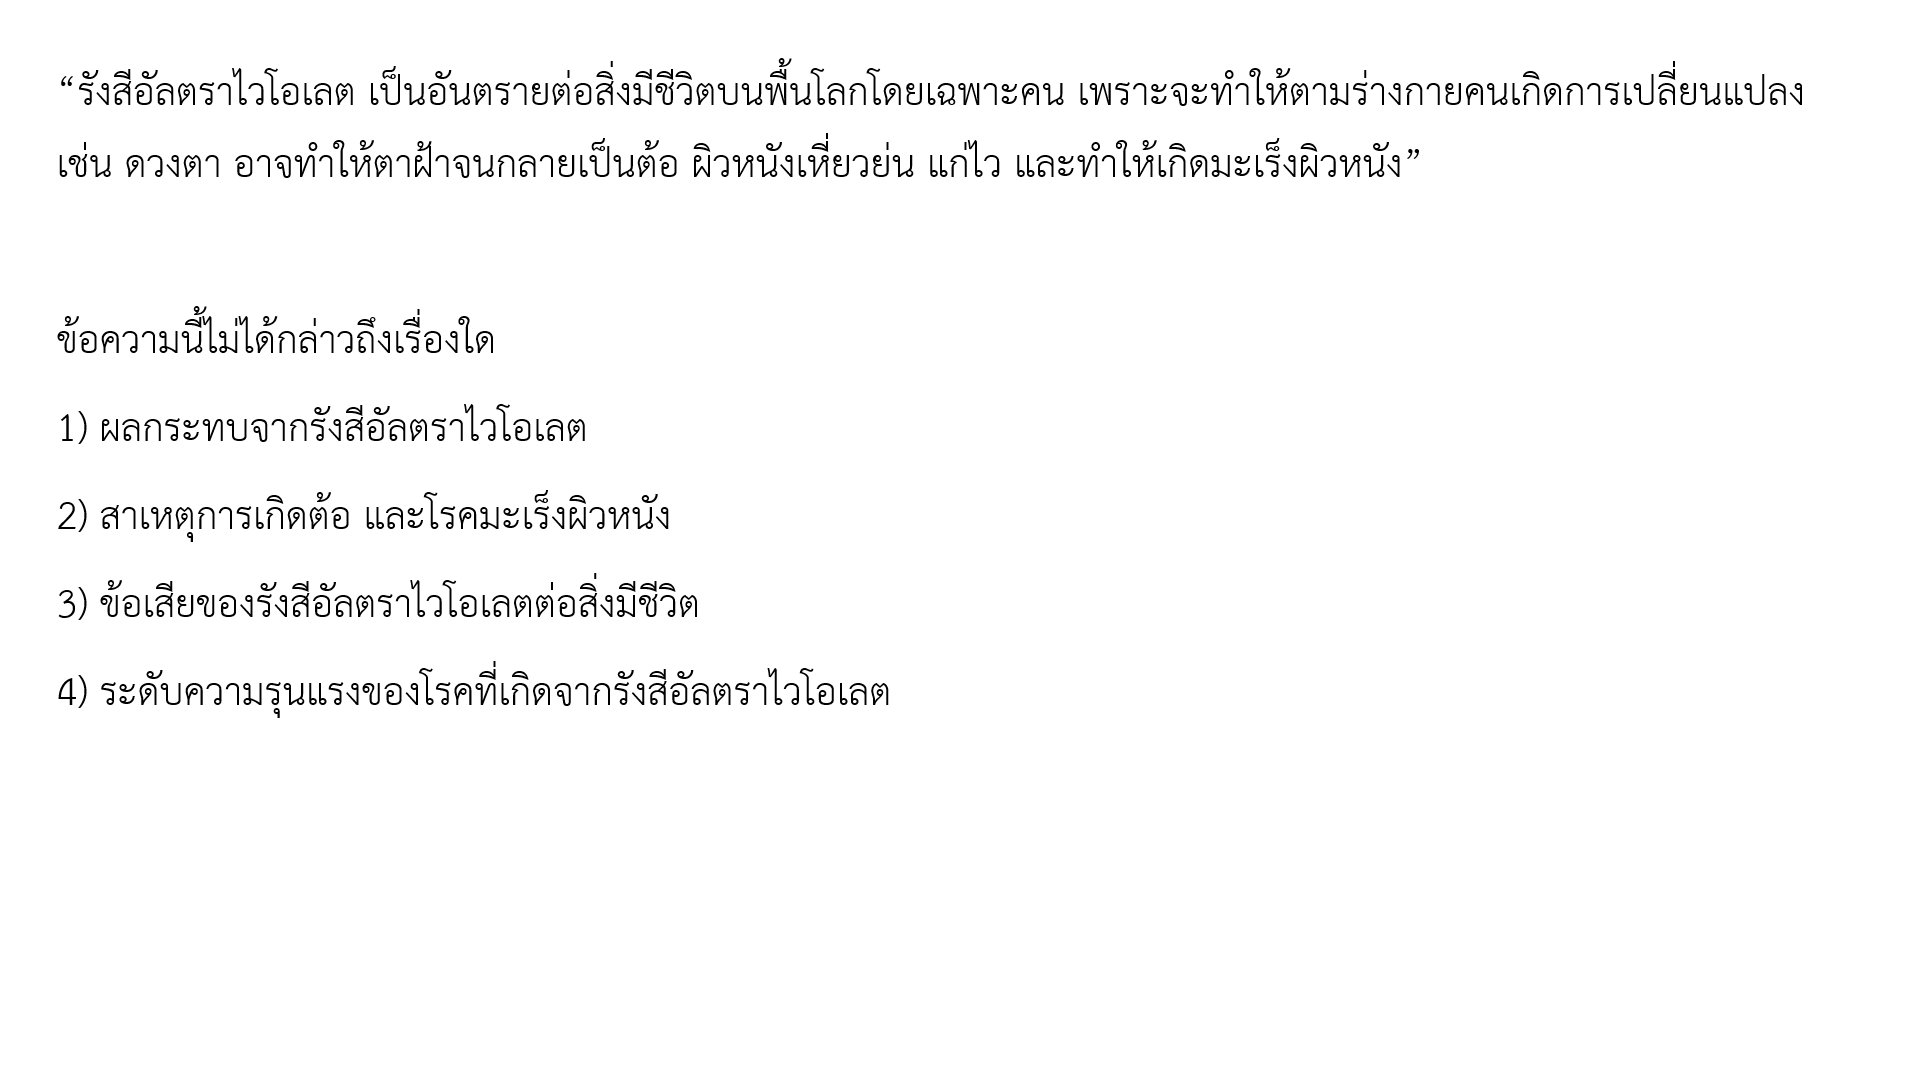 “รังสีอัลตราไวโอเลต เป็นอันตรายต่อสิ่งมีชีวิตบนพื้นโลกโดยเฉพาะคน เพราะจะทำให้ตามร่างกายคนเกิดการเปลี่ยนแปลง
เช่น ดวงตา อาจทำให้ตาฝ้าจนกลายเป็นต้อ ผิวหนังเหี่ยวย่น แก่ไว และทำให้เกิดมะเร็งผิวหนัง”
ข้อความนี้ไม่ได้กล่าวถึงเรื่องใด
1) ผลกระทบจากรังสีอัลตราไวโอเลต
2) สาเหตุการเกิดต้อ และโรคมะเร็งผิวหนัง
3) ข้อเสียของรังสีอัลตราไวโอเลตต่อสิ่งมีชีวิต
4) ระดับความรุนแรงของโรคที่เกิดจากรังสีอัลตราไวโอเลต